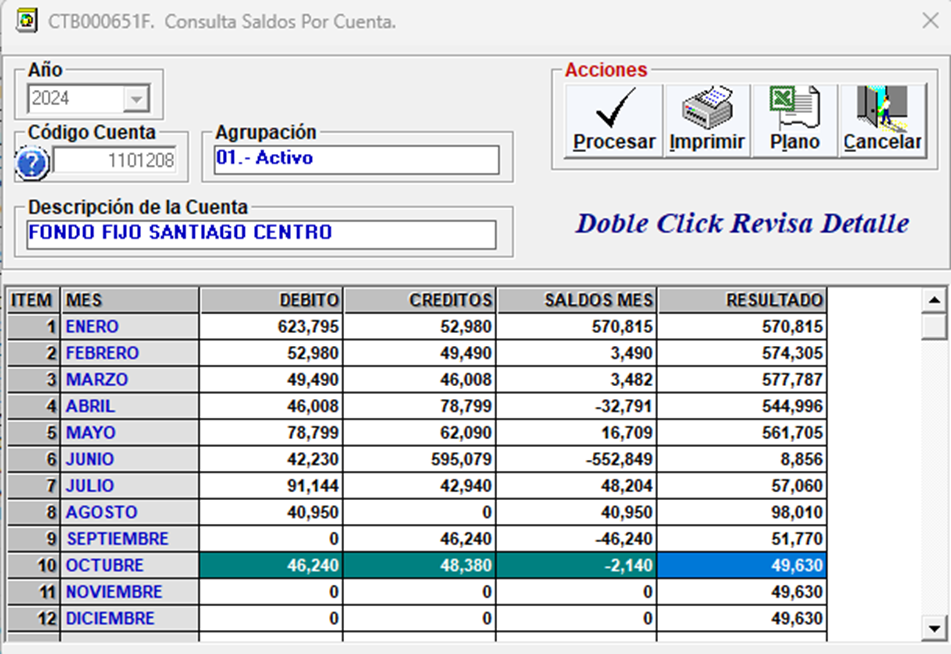 CTB000651F. Consulta Saldos Por Cuenta.
Año
2024
Acciones
Procesar Imprimir Plano Cancelar
Código Cuenta
1101208
Agrupación
01.- Activo
Descripción de la Cuenta
FONDO FIJO SANTIAGO CENTRO
Doble Click Revisa Detalle
ITEM MES DEBITO CREDITOS SALDOS MES RESULTADO
1 ENERO 623,795 52,980 570,815 570,815
2 FEBRERO 52,980 49,490 3,490 574,305
3 MARZO 49,490 46,008 3,482 577,787
4 ABRIL 46,008 78,799 -32,791 544,996
5 MAYO 78,799 62,090 16,709 561,705
6 JUNIO 42,230 595,079 -552,849 8,856
7 JULIO 91,144 42,940 48,204 57,060
8 AGOSTO 40,950 0 40,950 98,010
9 SEPTIEMBRE 0 46,240 -46,240 51,770
10 OCTUBRE 46,240 48,380 -2,140 49,630
11 NOVIEMBRE 0 0 0 49,630
12 DICIEMBRE 0 0 0 49,630